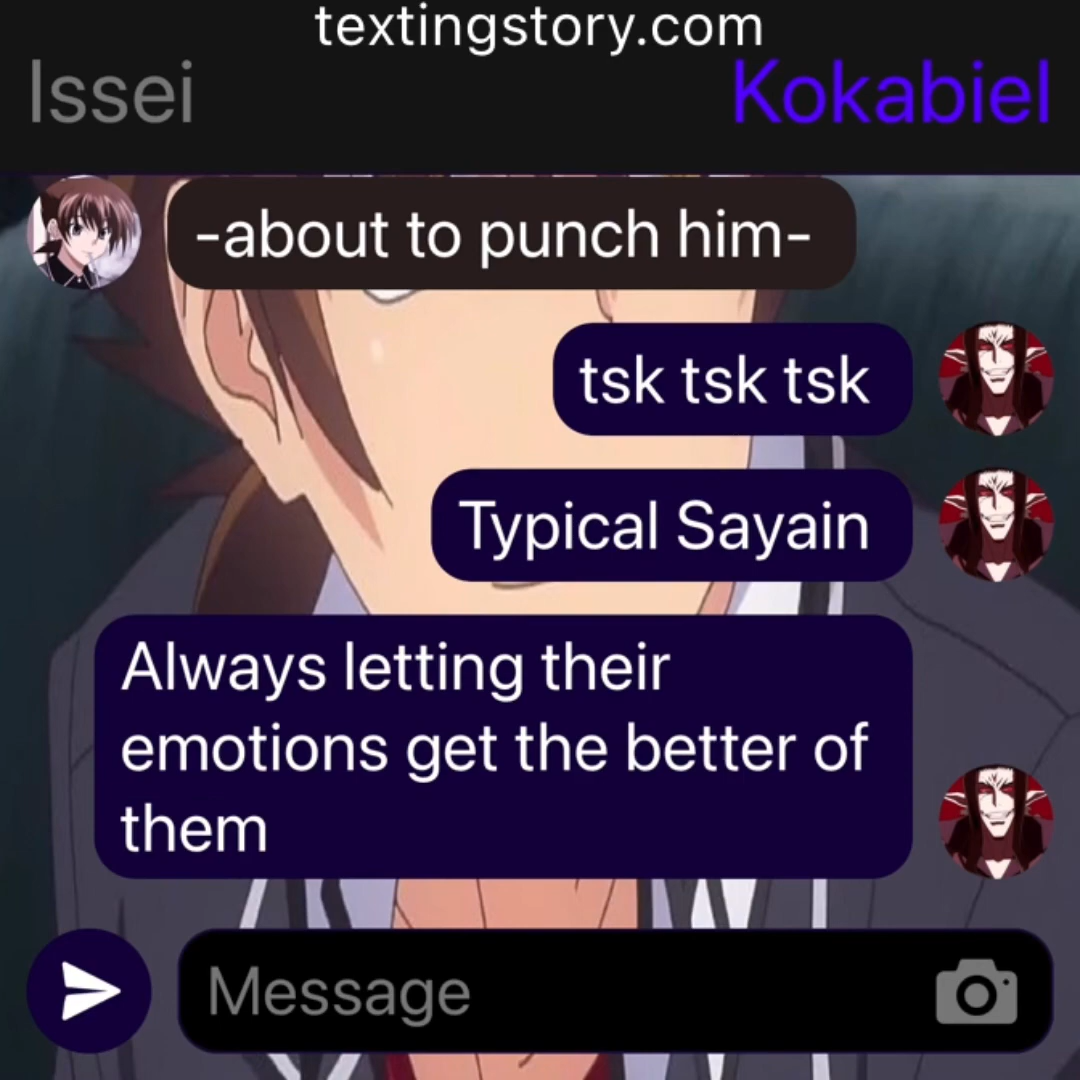 textingstory.com
Issei
Kokabiel
-about to punch him-
tsk tsk tsk
Typical Sayain
Always letting their
emotions get the better of
them
Message